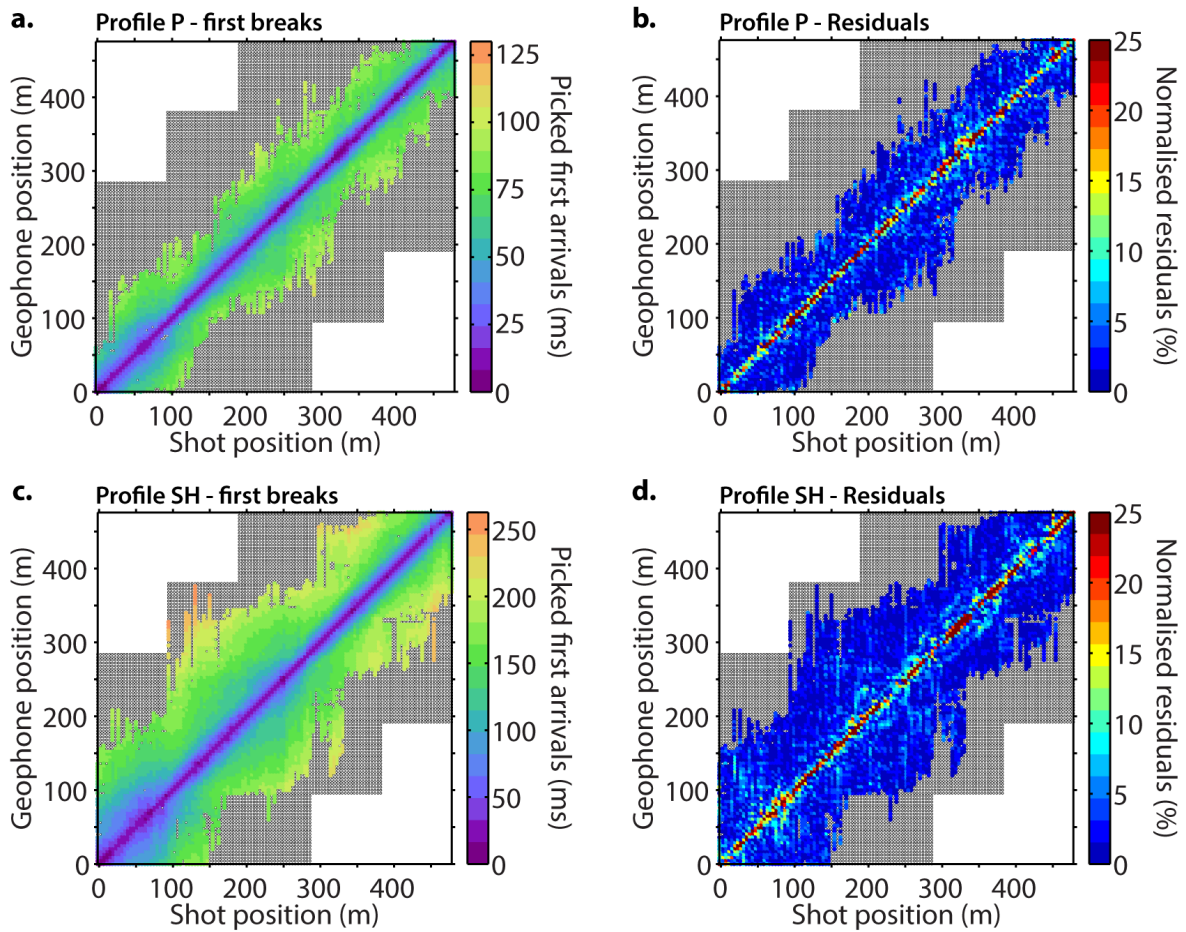 a. Profile P - first breaks
Geophone position (m)
400
300
200
100
0
0 100 200 300 400
Shot position (m)
125
100
75
50
25
0
Picked first arrivals (ms)
b. Profile P - Residuals
Geophone position (m)
400
300
200
100
0
0 100 200 300 400
Shot position (m)
25
20
15
10
5
0
Normalised residuals (%)
c. Profile SH - first breaks
Geophone position (m)
400
300
200
100
0
0 100 200 300 400
Shot position (m)
250
200
150
100
50
0
Picked first arrivals (ms)
d. Profile SH - Residuals
Geophone position (m)
400
300
200
100
0
0 100 200 300 400
Shot position (m)
25
20
15
10
5
0
Normalised residuals (%)